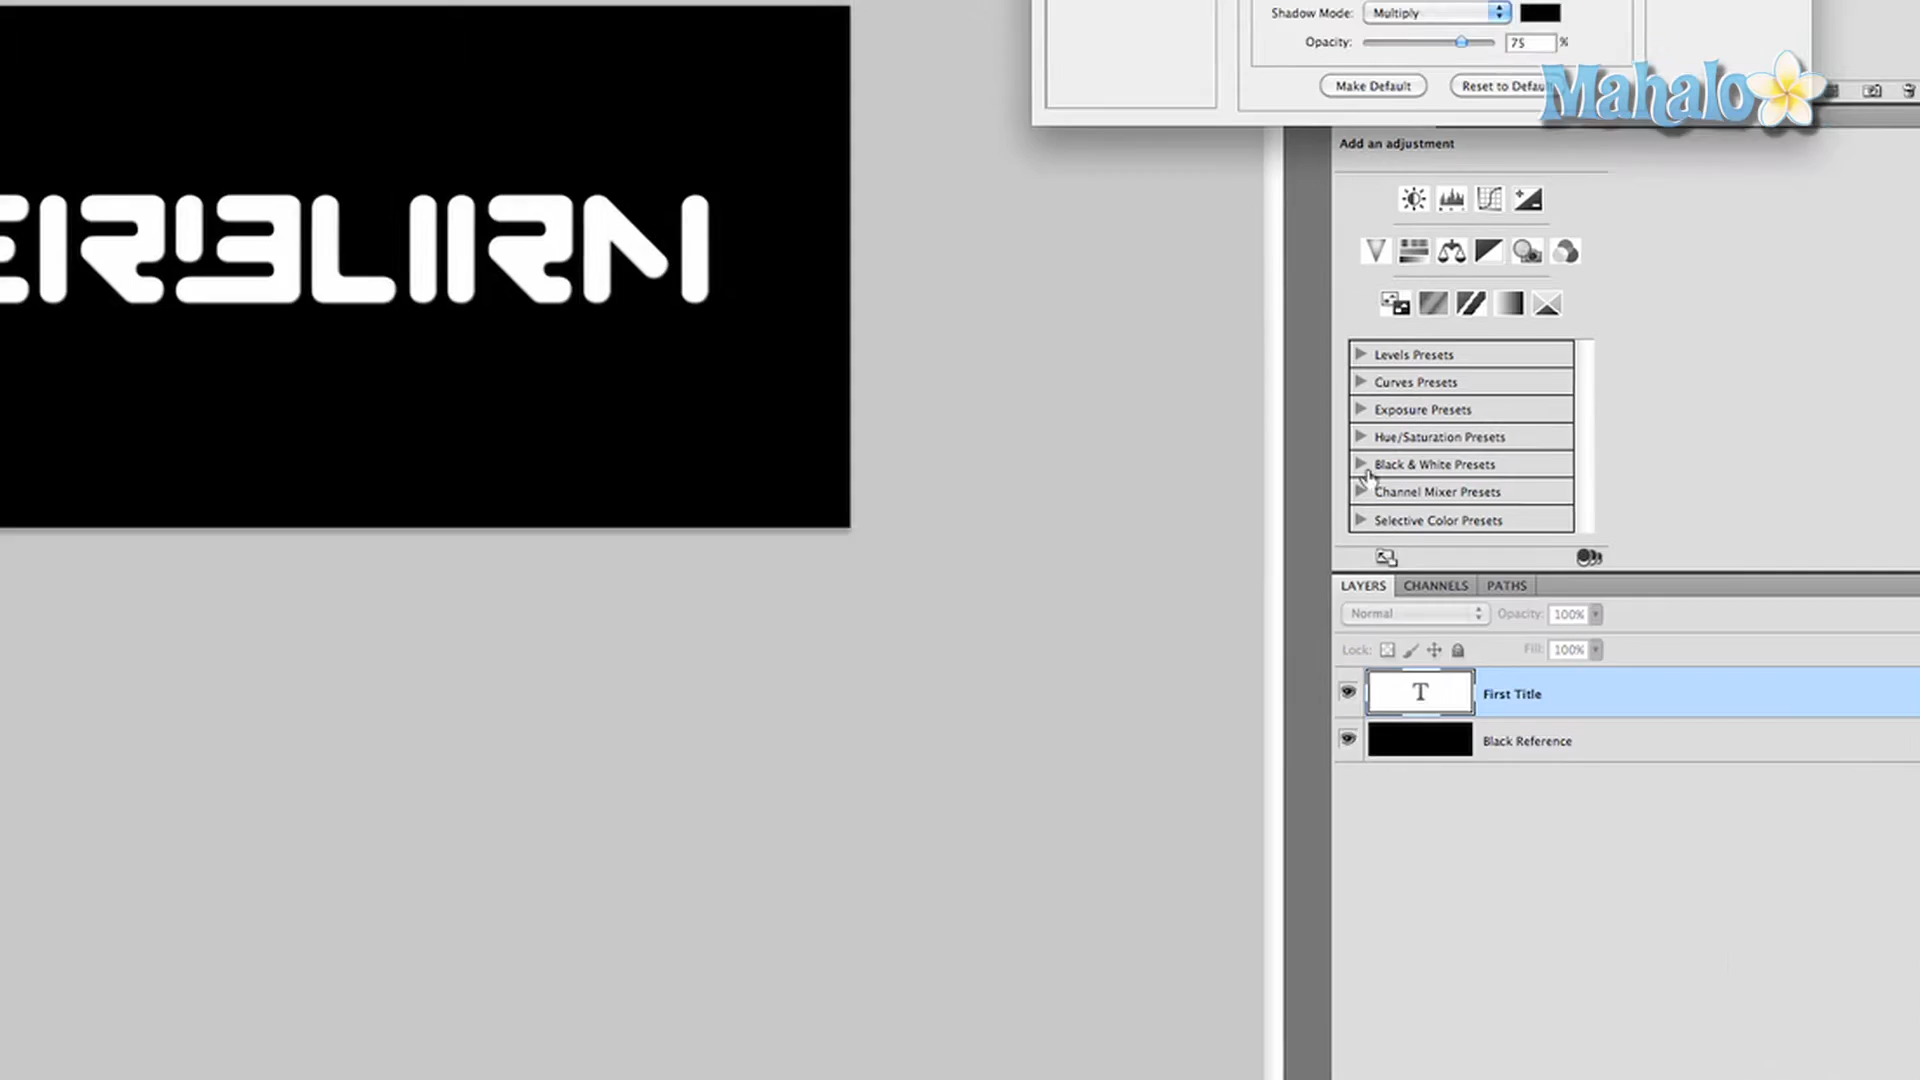 Shadow Mode: Multiply
Opacity: 75 %
Make Default Reset to Default
Mahalo
Add an adjustment
ERBURN
Levels Presets
Curves Presets
Exposure Presets
Hue/Saturation Presets
Black & White Presets
Channel Mixer Presets
Selective Color Presets
LAYERS CHANNELS PATHS
Normal Opacity: 100%
Lock: Fill: 100%
T First Title
Black Reference